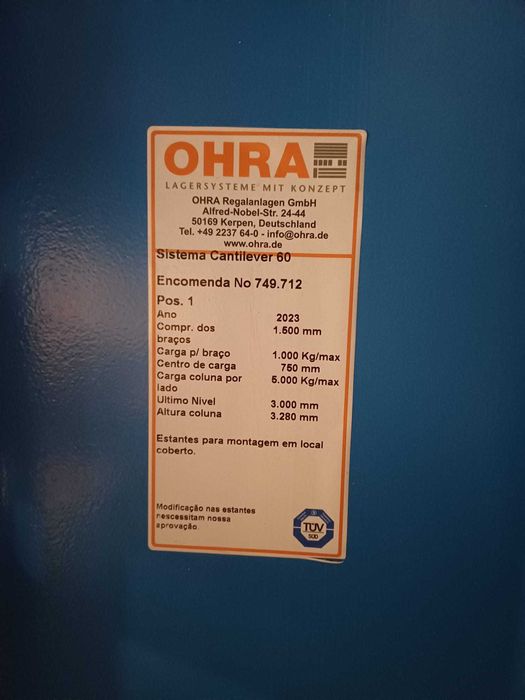 OHRA
LAGERSYSTEME MIT KONZEPT
OHRA Regalanlagen GmbH
Alfred-Nobel-Str. 24-44
50169 Kerpen, Deutschland
Tel. +49 2237 64-0 - info@ohra.de
www.ohra.de
Sistema Cantilever 60
Encomenda No 749.712
Pos. 1
Ano 2023
Compr. dos 1.500 mm
braços
Carga p/ braço 1.000 Kg/max
Centro de carga 750 mm
Carga coluna por 5.000 Kg/max
lado
Ultimo Nivel 3.000 mm
Altura coluna 3.280 mm
Estantes para montagem em local
coberto.
Modificação nas estantes
nescessitam nossa
aprovação.
TÜV
SÜD